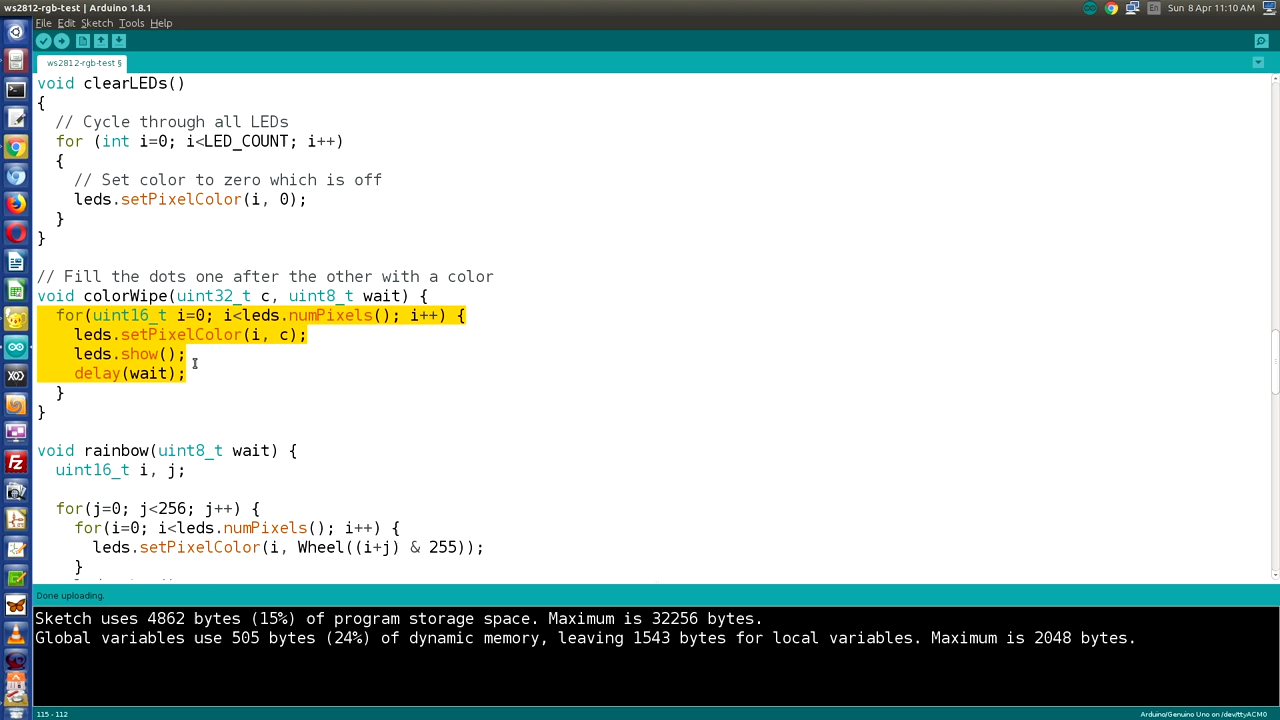 ws2812-rgb-test | Arduino 1.8.1
En
Sun 8 Apr 11:10 AM
File Edit Sketch Tools Help
ws2812-rgb-test §
void clearLEDs()
{
  // Cycle through all LEDs
  for (int i=0; i<LED_COUNT; i++)
  {
    // Set color to zero which is off
    leds.setPixelColor(i, 0);
  }
}
// Fill the dots one after the other with a color
void colorWipe(uint32_t c, uint8_t wait) {
  for(uint16_t i=0; i<leds.numPixels(); i++) {
    leds.setPixelColor(i, c);
    leds.show();
    delay(wait);
  }
}
void rainbow(uint8_t wait) {
  uint16_t i, j;
  for(j=0; j<256; j++) {
    for(i=0; i<leds.numPixels(); i++) {
      leds.setPixelColor(i, Wheel((i+j) & 255));
    }
Done uploading.
Sketch uses 4862 bytes (15%) of program storage space. Maximum is 32256 bytes.
Global variables use 505 bytes (24%) of dynamic memory, leaving 1543 bytes for local variables. Maximum is 2048 bytes.
115 - 112
Arduino/Genuino Uno on /dev/ttyACM0